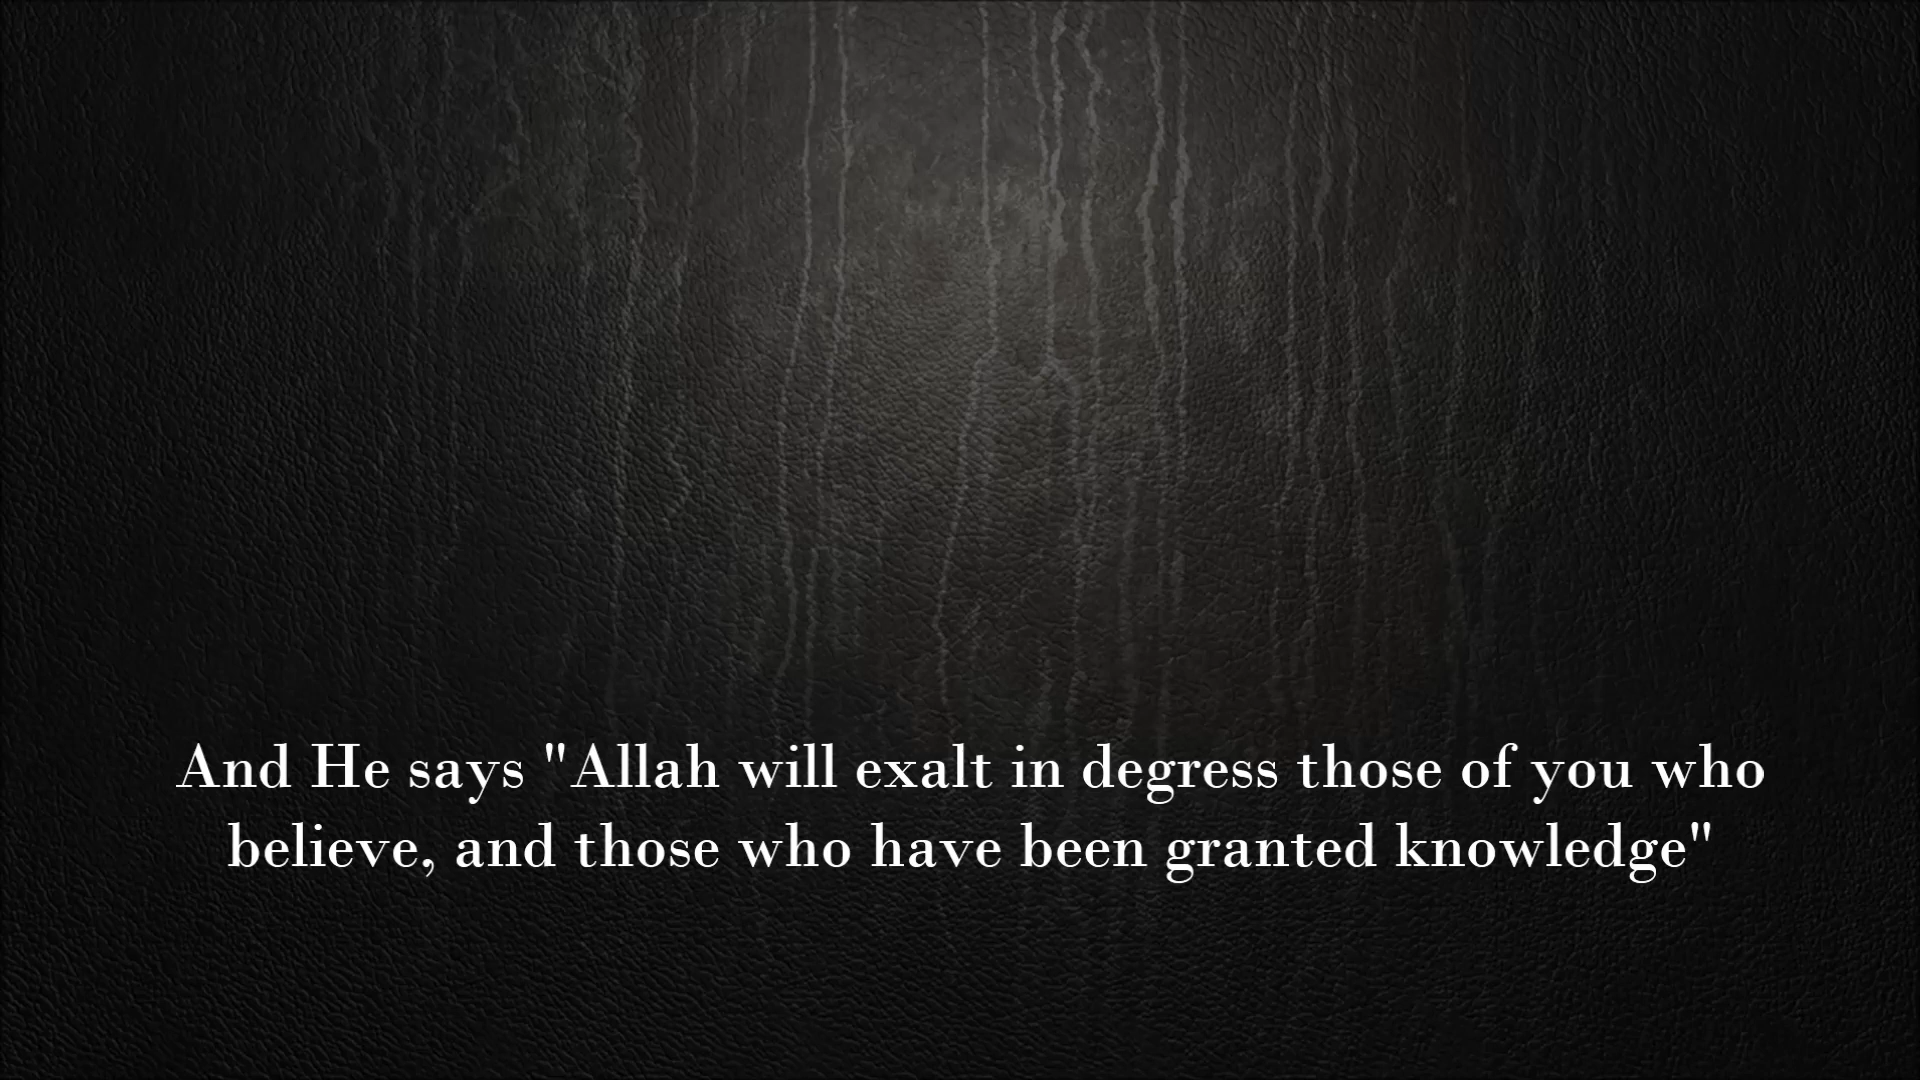 And He says "Allah will exalt in degress those of you who
believe, and those who have been granted knowledge"